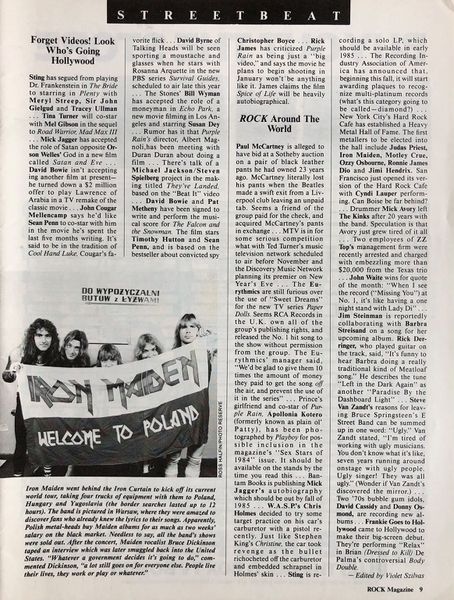 STREETBEAT
Forget Videos! Look
Who's Going
Hollywood
Sting has segued from playing
Dr. Frankenstein in The Bride
to starring in Plenty with
Meryl Streep, Sir John
Gielgud and Tracey Ullman
. . . Tina Turner will co-star
with Mel Gibson in the sequel
to Road Warrior, Mad Max III
. . . Mick Jagger has accepted
the role of Satan opposite Or-
son Welles' God in a new film
called Satan and Eve . . .
David Bowie isn't accepting
any other film at present—
he turned down a $2 million
offer to play Lawrence of
Arabia in a TV remake of the
classic movie . . . John Cougar
Mellencamp says he'd like
Sean Penn to co-star with him
in the movie he's spent the
last five months writing. It's
said to be in the tradition of
Cool Hand Luke. Cougar's fa-
vorite flick . . . David Byrne of
Talking Heads will be seen
sporting a moustache and
glasses when he stars with
Rosanna Arquette in the new
PBS series Survival Guides,
scheduled to air late this year
. . . The Stones' Bill Wyman
has accepted the role of a
moneyman in Echo Park, a
new movie filming in Los An-
geles and starring Susan Dey
. . . Rumor has it that Purple
Rain's director, Albert Mag-
noli, has been meeting with
Duran Duran about doing a
film . . . There's talk of a
Michael Jackson/Steven
Spielberg project in the mak-
ing titled They're Landed,
based on the "Beat It" video
. . . David Bowie and Pat
Metheny have been signed to
write and perform the musi-
cal score for The Falcon and
the Snowman. The film stars
Timothy Hutton and Sean
Penn, and is based on the
bestseller about convicted spy
Christopher Boyce . . . Rick
James has criticized Purple
Rain as being just a "big
video," and says the movie he
plans to begin shooting in
January won't be anything
like it. James claims the film
Spice of Life will be heavily
autobiographical.
ROCK Around The
World
Paul McCartney is alleged to
have bid at a Sotheby auction
on a pair of black leather
pants he had owned 23 years
ago. McCartney literally lost
his pants when the Beatles
made a swift exit from a Liv-
erpool club leaving an unpaid
tab. Seems a friend of the
group paid for the check, and
acquired McCartney's pants
in exchange . . . MTV is in for
some serious competition
what with Ted Turner's music
television network scheduled
to air before November and
the Discovery Music Network
planning its premier on New
Year's Eve . . . The Eu-
rythmics are still furious over
the use of "Sweet Dreams"
for the new TV series Paper
Dolls. Seems RCA Records in
the U.K. own all of the
group's publishing rights, and
released the No. 1 hit song to
the show without permission
from the group. The Eu-
rythmics' manager said,
"We'd be glad to give them 10
times the amount of money
they paid to get the song off
the air, and prevent the use of
it in the series" . . . Prince's
girlfriend and co-star of Pur-
ple Rain, Apollonia Kotero
(formerly known as plain ol'
Patty), has been pho-
tographed by Playboy for pos-
sible inclusion in the
magazine's "Sex Stars of
1984" issue. It should be
available on the stands by the
time you read this . . . Ban-
tam Books is publishing Mick
Jagger's autobiography
which should be out by fall of
1985 . . . W.A.S.P.'s Chris
Holmes decided to try some
target practice on his car's
carburetor with a pistol re-
cently. Just like Stephen
King's Christine, the car took
revenge as the bullet
richocheted off the carburetor
and embedded schrapnel in
Holmes' skin . . . Sting is re-
cording a solo LP, which
should be available in early
1985 . . . The Recording In-
dustry Association of Amer-
ica has announced that,
beginning this fall, it will start
awarding plaques to recog-
nize multi-platinum records
(what's this category going to
be called—diamond?) . . .
New York City's Hard Rock
Cafe has established a Heavy
Metal Hall of Fame. The first
metallers to be elected into
the hall include Judas Priest,
Iron Maiden, Motley Crue,
Ozzy Osbourne, Ronnie James
Dio and Jimi Hendrix. San
Francisco just opened its ver-
sion of the Hard Rock Cafe
with Cyndi Lauper perform-
ing. Can Boise be far behind?
. . . Drummer Mick Avory left
The Kinks after 20 years with
the band. Speculation is that
Avory just grew tired of it all
. . . Two employees of ZZ
Top's management firm were
recently arrested and charged
with embezzling more than
$20,000 from the Texas trio
. . . John Waite wins for quote
of the month: "When I see
the record ("Missing You") at
No. 1, it's like having a one
night stand with Lady Di" . . .
Jim Steinman is reportedly
collaborating with Barbra
Streisand on a song for her
upcoming album. Rick Der-
ringer, who played guitar on
the track, said, "It's funny to
hear Barbra doing a really
traditional kind of Meatloaf
song." He describes the tune
"Left in the Dark Again" as
another "Paradise By the
Dashboard Light" . . . Steve
Van Zandt's reasons for leav-
ing Bruce Springsteen's E
Street Band can be summed
up in one word: "Ugly." Van
Zandt stated, "I'm tired of
working with ugly musicians.
You don't know what it's like,
seven years running around
onstage with ugly people.
Ugly singer! They was all
ugly." (Wonder if Van Zandt's
discovered the mirror.) . . .
Two '70s bubble gum idols,
David Cassidy and Donny Os-
mond, are recording new al-
bums . . . Frankie Goes to Hol-
lywood came to Hollywood to
make their big-screen debut.
They're performing "Relax"
in Brian (Dressed to Kill) De
Palma's controversial Body
Double.
—Edited by Violet Szilvas
DO WYPOZYCZALNI
BUTÓW z ŁYŻWAMI
IRON MAIDEN
WELCOME TO POLAND
ROSS HALFIN/PHOTO RESERVE
Iron Maiden went behind the Iron Curtain to kick off its current
world tour, taking four trucks of equipment with them to Poland,
Hungary and Yugoslavia (the border searches lasted up to 12
hours). The band is pictured in Warsaw, where they were amazed to
discover fans who already knew the lyrics to their songs. Apparently,
Polish metal-heads buy Maiden albums for as much as two weeks'
salary on the black market. Needless to say, all the band's shows
were sold out. After the concert, Maiden vocalist Bruce Dickinson
taped an interview which was later smuggled back into the United
States. "Whatever a government decides it's going to do," com-
mented Dickinson, "a lot still goes on for everyone else. People live
their lives, they work or play or whatever."
ROCK Magazine 9